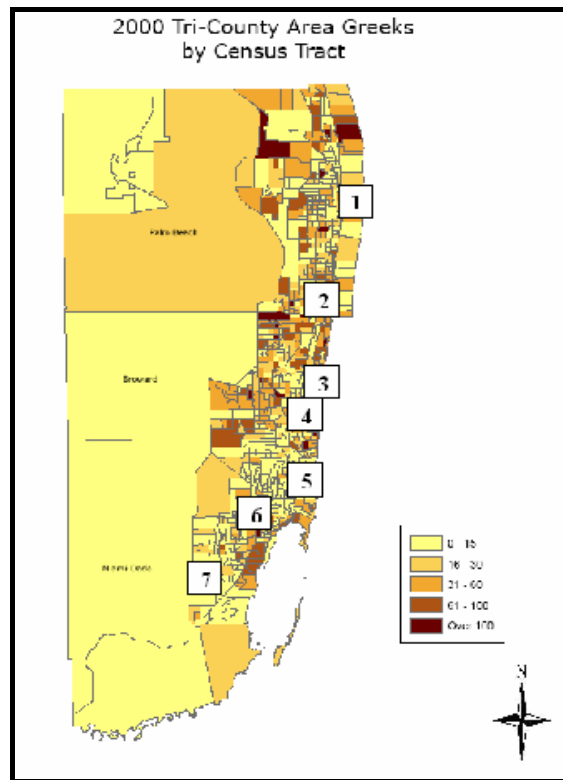 2000 Tri-County Area Greeks
by Census Tract
1
Palm Beach
2
Broward
3
4
5
6
7
Miami Dade
0 - 15
16 - 30
31 - 60
61 - 100
Over 100
N